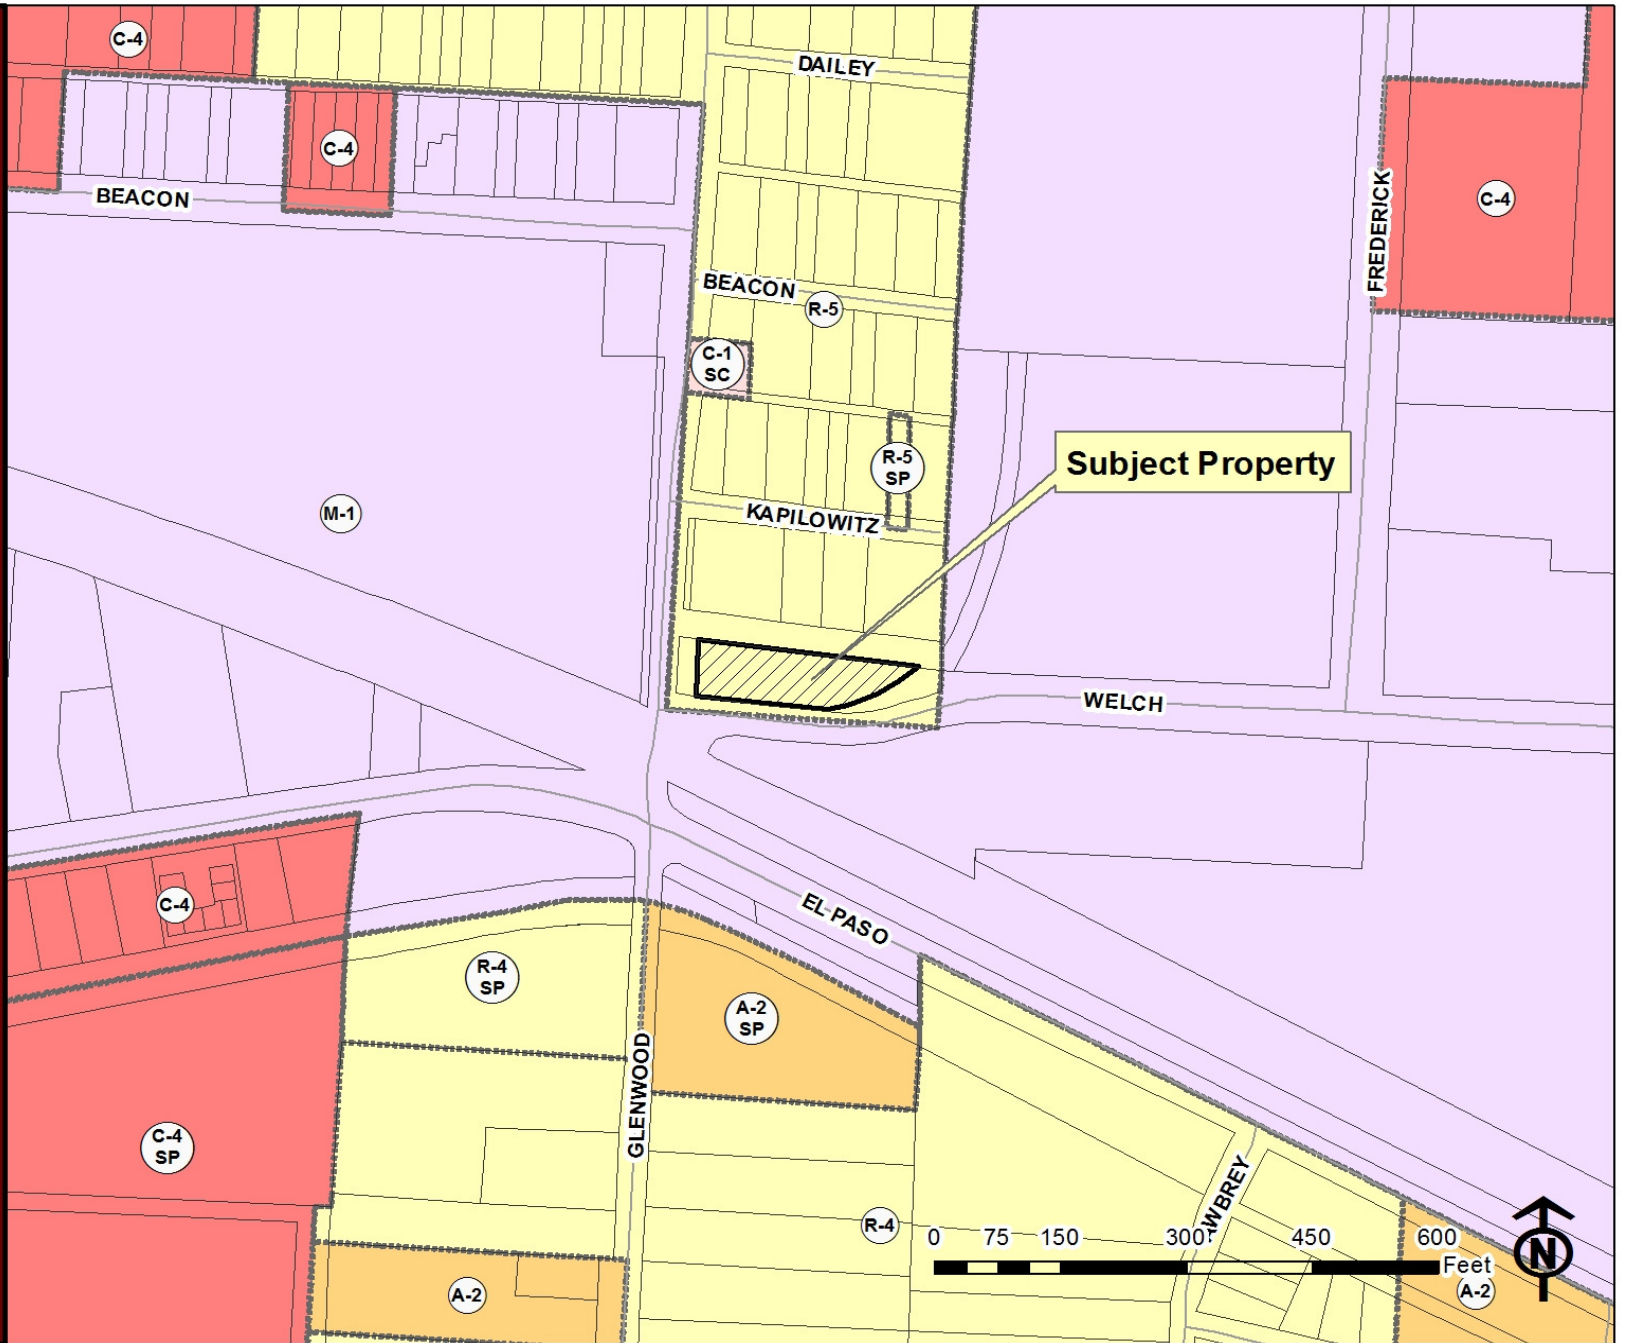 C-4
DAILEY
C-4
BEACON
FREDERICK
C-4
BEACON
R-5
C-1
SC
R-5
SP
Subject Property
M-1
KAPILOWITZ
WELCH
C-4
EL PASO
R-4
SP
A-2
SP
GLENWOOD
C-4
SP
WBREY
R-4
0 75 150 300 450 600
Feet
N
A-2
A-2